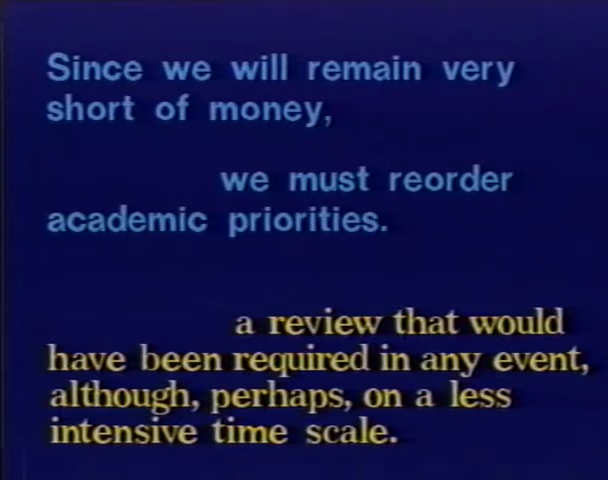 Since we will remain very
short of money,
we must reorder
academic priorities.
a review that would
have been required in any event,
although, perhaps, on a less
intensive time scale.